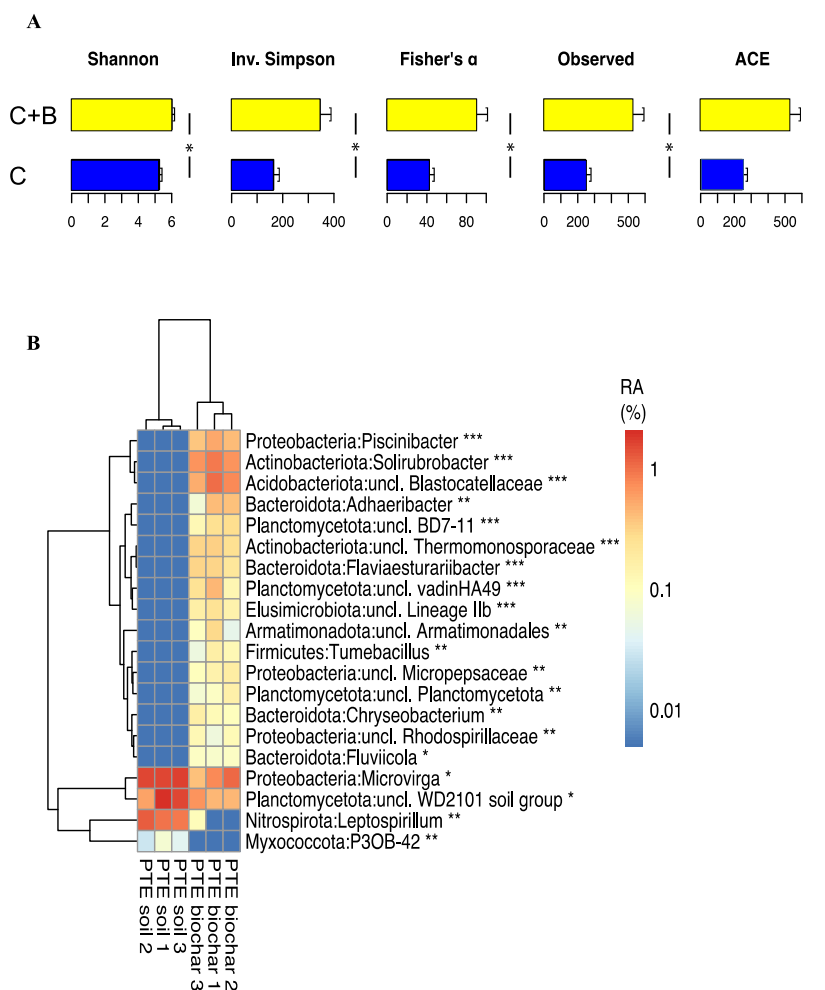 A
Shannon Inv. Simpson Fisher's α Observed ACE
C+B
* * * *
C
0 2 4 6 0 200 400 0 40 80 0 200 500 0 200 500
B
RA
(%)
1
0.1
0.01
Proteobacteria:Piscinibacter ***
Actinobacteriota:Solirubrobacter ***
Acidobacteriota:uncl. Blastocatellaceae ***
Bacteroidota:Adhaeribacter **
Planctomycetota:uncl. BD7-11 ***
Actinobacteriota:uncl. Thermomonosporaceae ***
Bacteroidota:Flaviaesturariibacter ***
Planctomycetota:uncl. vadinHA49 ***
Elusimicrobiota:uncl. Lineage IIb ***
Armatimonadota:uncl. Armatimonadales **
Firmicutes:Tumebacillus **
Proteobacteria:uncl. Micropepsaceae **
Planctomycetota:uncl. Planctomycetota **
Bacteroidota:Chryseobacterium **
Proteobacteria:uncl. Rhodospirillaceae **
Bacteroidota:Fluviicola *
Proteobacteria:Microvirga *
Planctomycetota:uncl. WD2101 soil group *
Nitrospirota:Leptospirillum **
Myxococcota:P3OB-42 **
PTE soil 2
PTE soil 1
PTE soil 3
PTE biochar 3
PTE biochar 1
PTE biochar 2